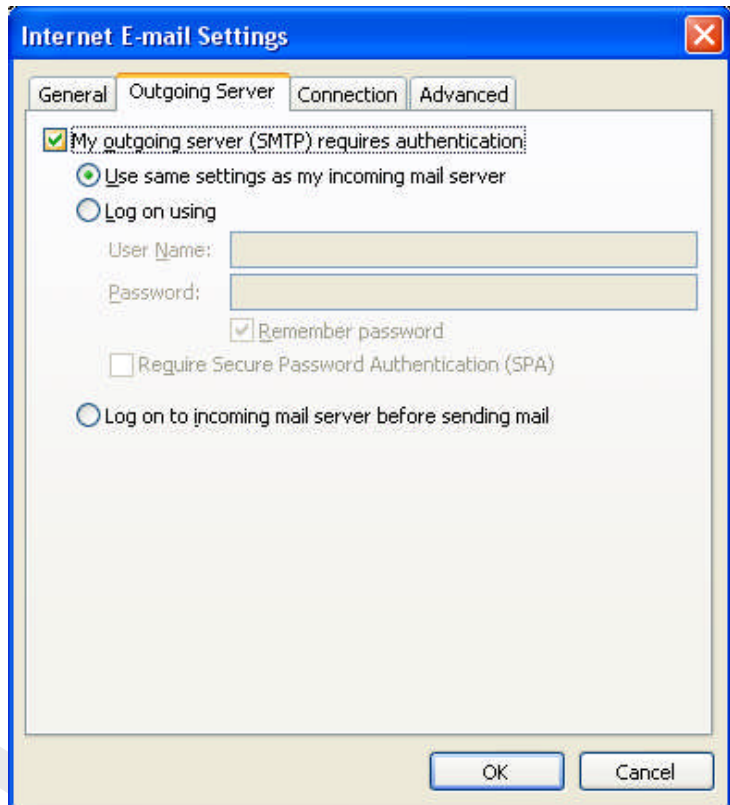 Internet E-mail Settings
General Outgoing Server Connection Advanced
My outgoing server (SMTP) requires authentication
Use same settings as my incoming mail server
Log on using
User Name:
Password:
Remember password
Require Secure Password Authentication (SPA)
Log on to incoming mail server before sending mail
OK Cancel